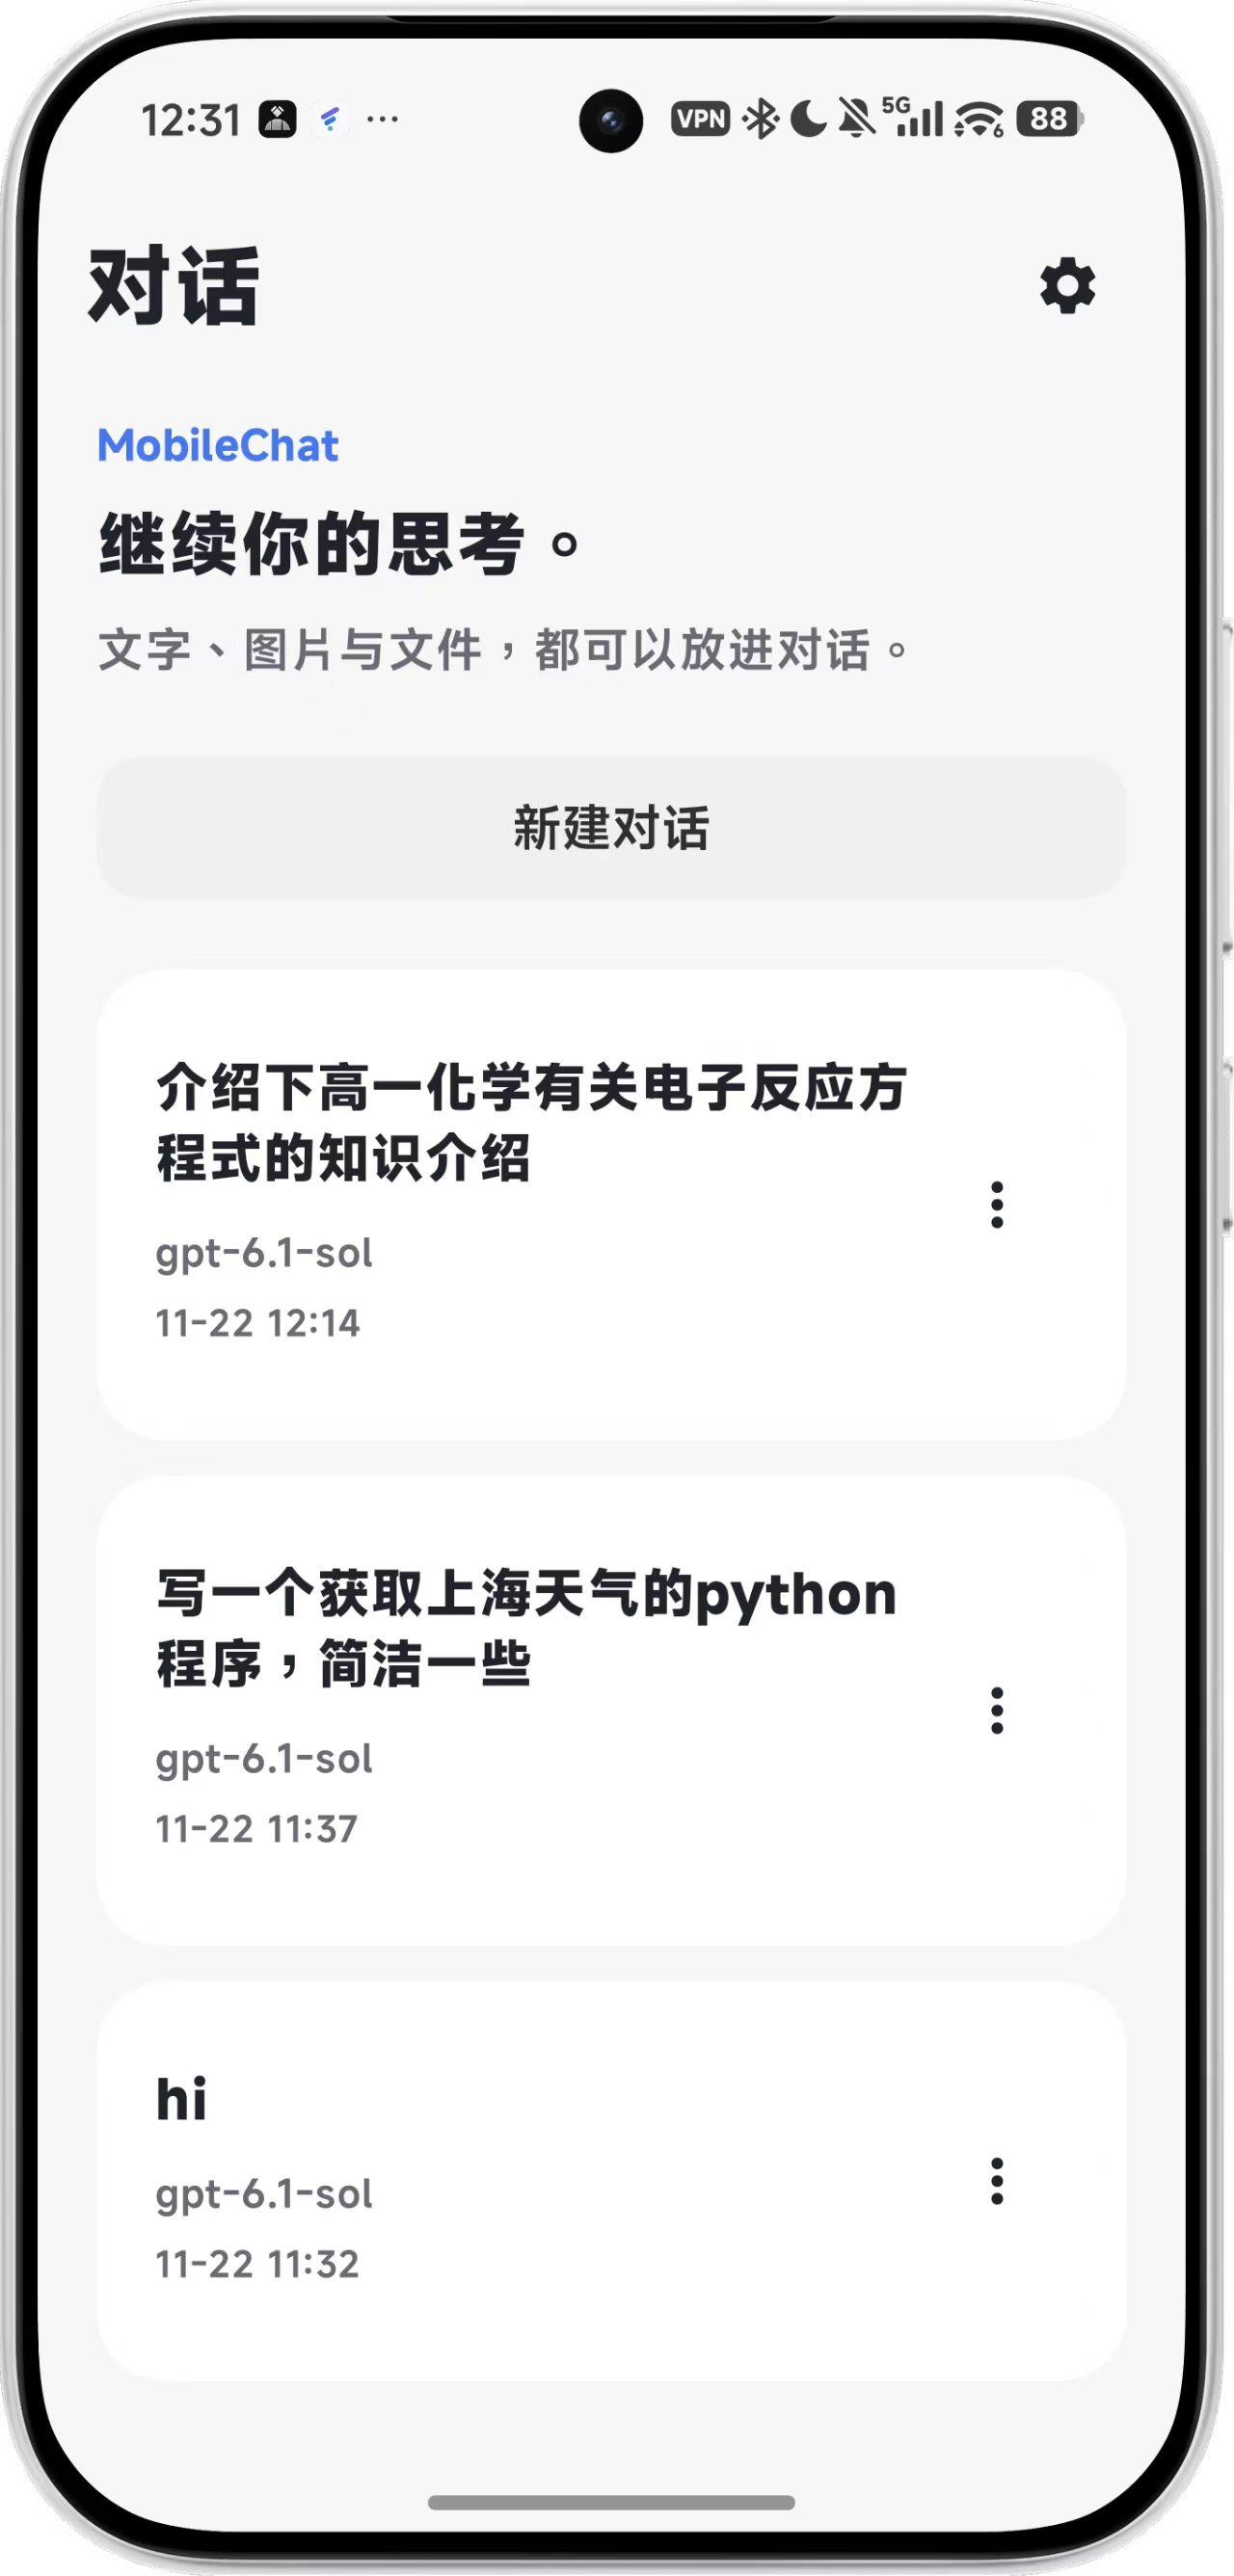 12:31 ··· VPN 5G 6 88
对话
MobileChat
继续你的思考。
文字、图片与文件，都可以放进对话。
新建对话
介绍下高一化学有关电子反应方
程式的知识介绍
gpt-6.1-sol
11-22 12:14
写一个获取上海天气的python
程序，简洁一些
gpt-6.1-sol
11-22 11:37
hi
gpt-6.1-sol
11-22 11:32